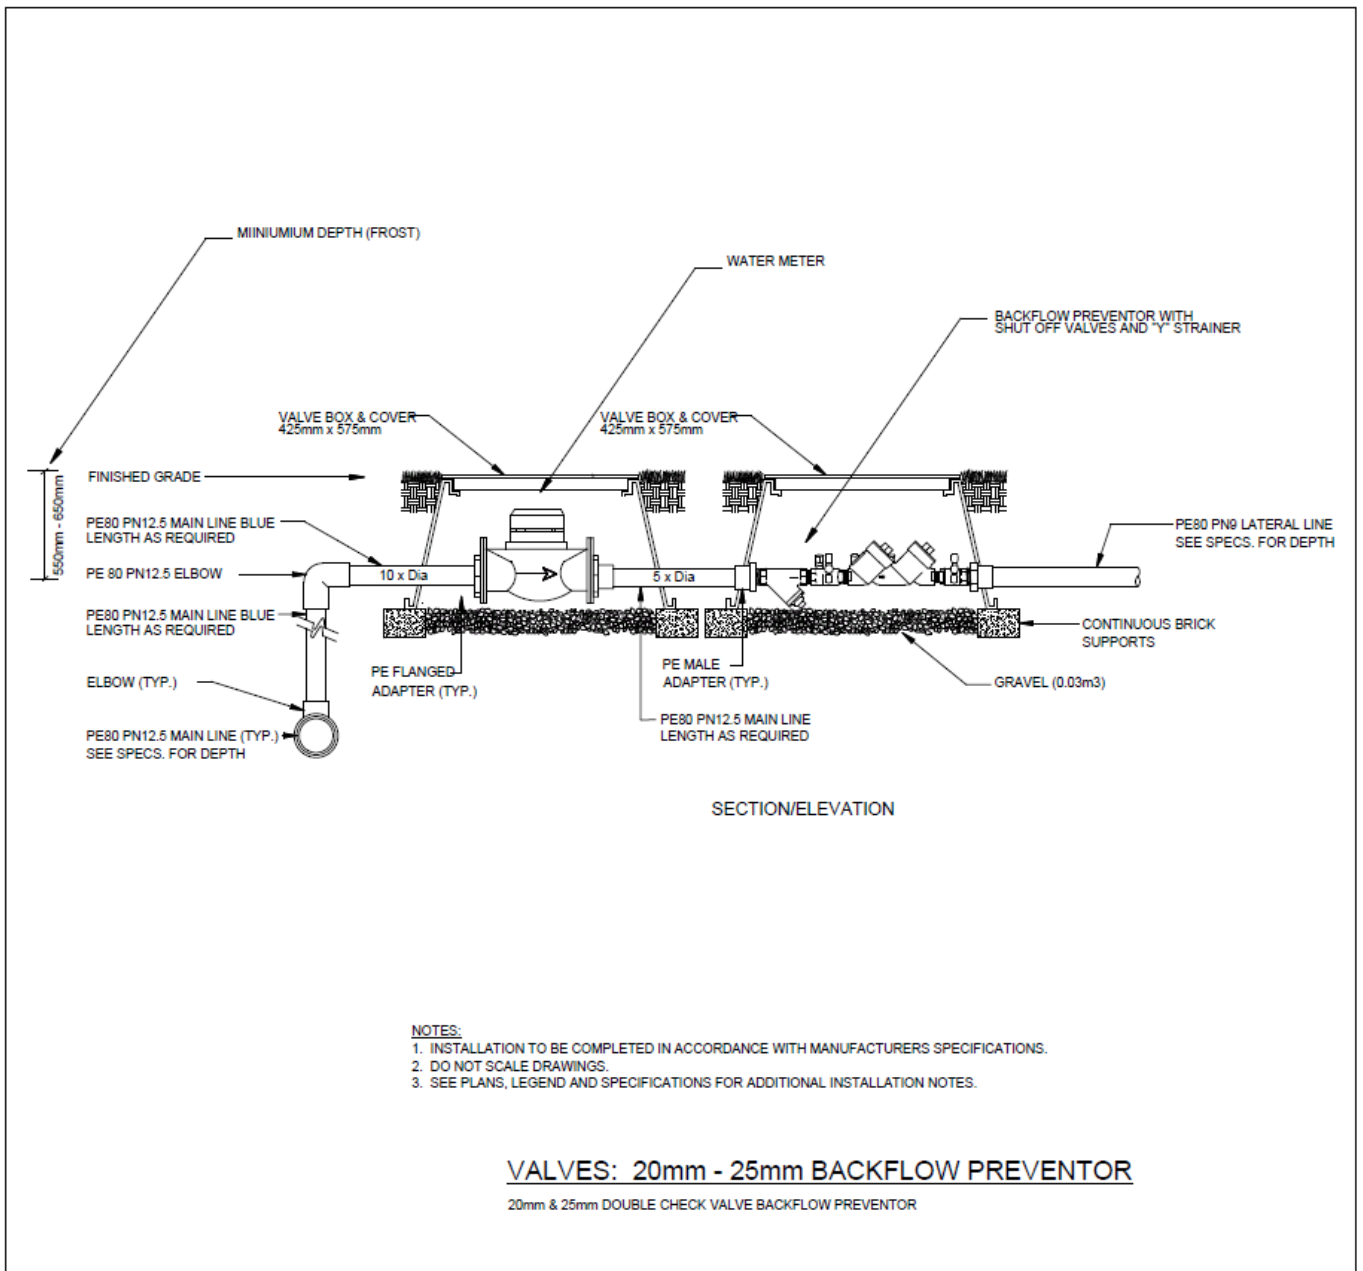 MIINIUMIUM DEPTH (FROST)
WATER METER
BACKFLOW PREVENTOR WITH
SHUT OFF VALVES AND "Y" STRAINER
VALVE BOX & COVER
425mm x 575mm
VALVE BOX & COVER
425mm x 575mm
FINISHED GRADE
550mm - 650mm
PE80 PN12.5 MAIN LINE BLUE
LENGTH AS REQUIRED
PE80 PN9 LATERAL LINE
SEE SPECS. FOR DEPTH
PE 80 PN12.5 ELBOW
10 x Dia
5 x Dia
PE80 PN12.5 MAIN LINE BLUE
LENGTH AS REQUIRED
CONTINUOUS BRICK
SUPPORTS
PE FLANGED
ADAPTER (TYP.)
PE MALE
ADAPTER (TYP.)
ELBOW (TYP.)
GRAVEL (0.03m3)
PE80 PN12.5 MAIN LINE
LENGTH AS REQUIRED
PE80 PN12.5 MAIN LINE (TYP.)
SEE SPECS. FOR DEPTH
SECTION/ELEVATION
NOTES:
1. INSTALLATION TO BE COMPLETED IN ACCORDANCE WITH MANUFACTURERS SPECIFICATIONS.
2. DO NOT SCALE DRAWINGS.
3. SEE PLANS, LEGEND AND SPECIFICATIONS FOR ADDITIONAL INSTALLATION NOTES.
VALVES: 20mm - 25mm BACKFLOW PREVENTOR
20mm & 25mm DOUBLE CHECK VALVE BACKFLOW PREVENTOR